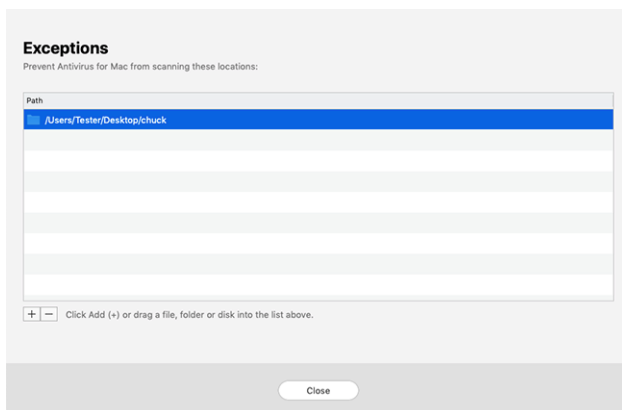 Exceptions
Prevent Antivirus for Mac from scanning these locations:
Path
/Users/Tester/Desktop/chuck
+ − Click Add (+) or drag a file, folder or disk into the list above.
Close